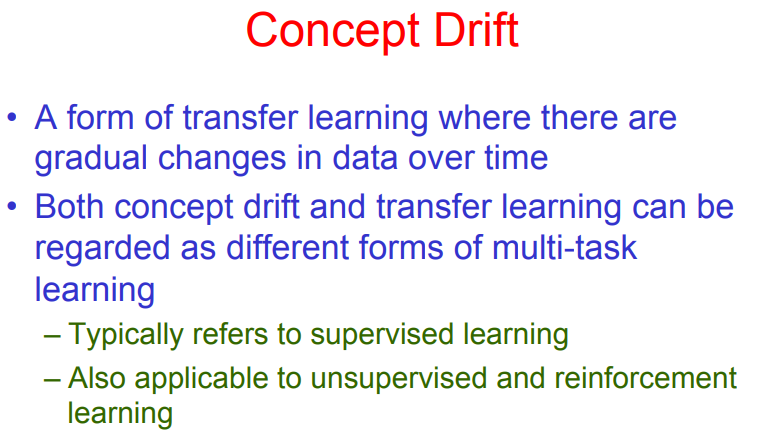 Concept Drift
• A form of transfer learning where there are
gradual changes in data over time
• Both concept drift and transfer learning can be
regarded as different forms of multi-task
learning
– Typically refers to supervised learning
– Also applicable to unsupervised and reinforcement
learning